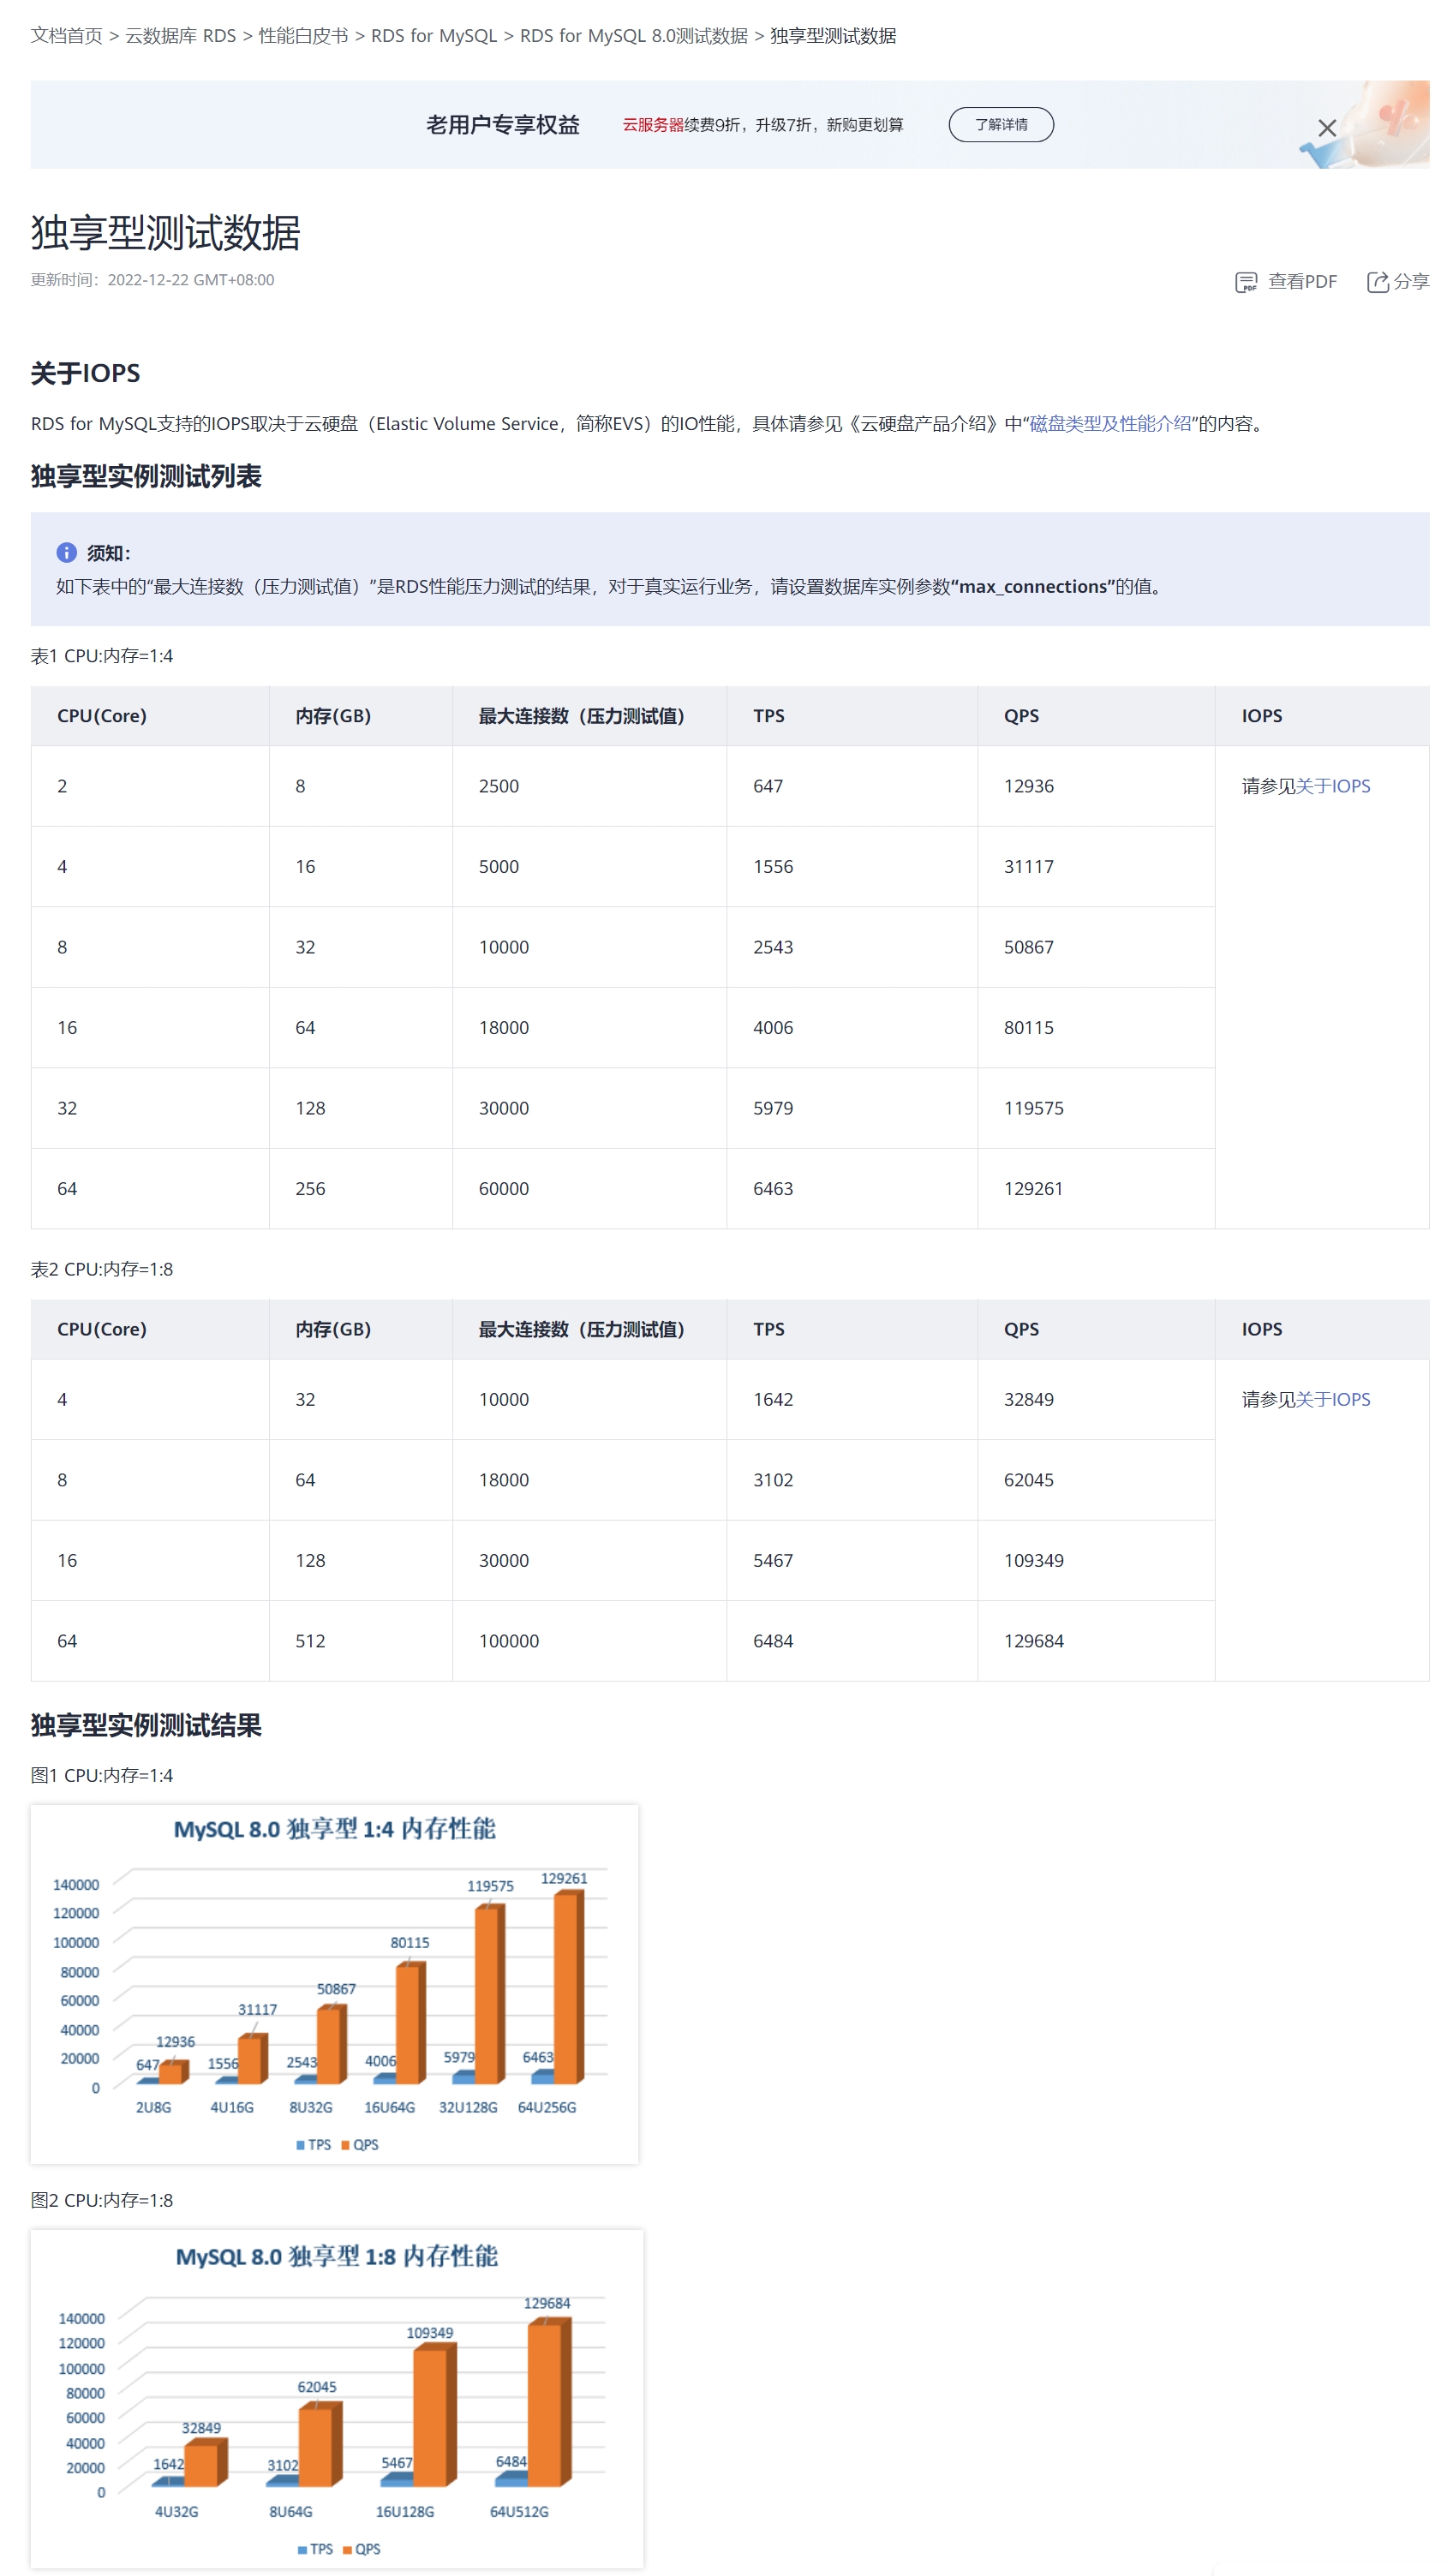 文档首页 > 云数据库 RDS > 性能白皮书 > RDS for MySQL > RDS for MySQL 8.0测试数据 > 独享型测试数据
老用户专享权益 云服务器续费9折，升级7折，新购更划算 了解详情
独享型测试数据
更新时间：2022-12-22 GMT+08:00
查看PDF 分享
关于IOPS
RDS for MySQL支持的IOPS取决于云硬盘（Elastic Volume Service，简称EVS）的IO性能，具体请参见《云硬盘产品介绍》中“磁盘类型及性能介绍”的内容。
独享型实例测试列表
须知：
如下表中的“最大连接数（压力测试值）”是RDS性能压力测试的结果，对于真实运行业务，请设置数据库实例参数“max_connections”的值。
表1 CPU:内存=1:4
CPU(Core) 内存(GB) 最大连接数（压力测试值） TPS QPS IOPS
2 8 2500 647 12936 请参见关于IOPS
4 16 5000 1556 31117
8 32 10000 2543 50867
16 64 18000 4006 80115
32 128 30000 5979 119575
64 256 60000 6463 129261
表2 CPU:内存=1:8
CPU(Core) 内存(GB) 最大连接数（压力测试值） TPS QPS IOPS
4 32 10000 1642 32849 请参见关于IOPS
8 64 18000 3102 62045
16 128 30000 5467 109349
64 512 100000 6484 129684
独享型实例测试结果
图1 CPU:内存=1:4
MySQL 8.0 独享型 1:4 内存性能
140000
120000
100000
80000
60000
40000
20000
0
647 12936 1556 31117 2543 50867 4006 80115 5979 119575 6463 129261
2U8G 4U16G 8U32G 16U64G 32U128G 64U256G
TPS QPS
图2 CPU:内存=1:8
MySQL 8.0 独享型 1:8 内存性能
140000
120000
100000
80000
60000
40000
20000
0
1642 32849 3102 62045 5467 109349 6484 129684
4U32G 8U64G 16U128G 64U512G
TPS QPS